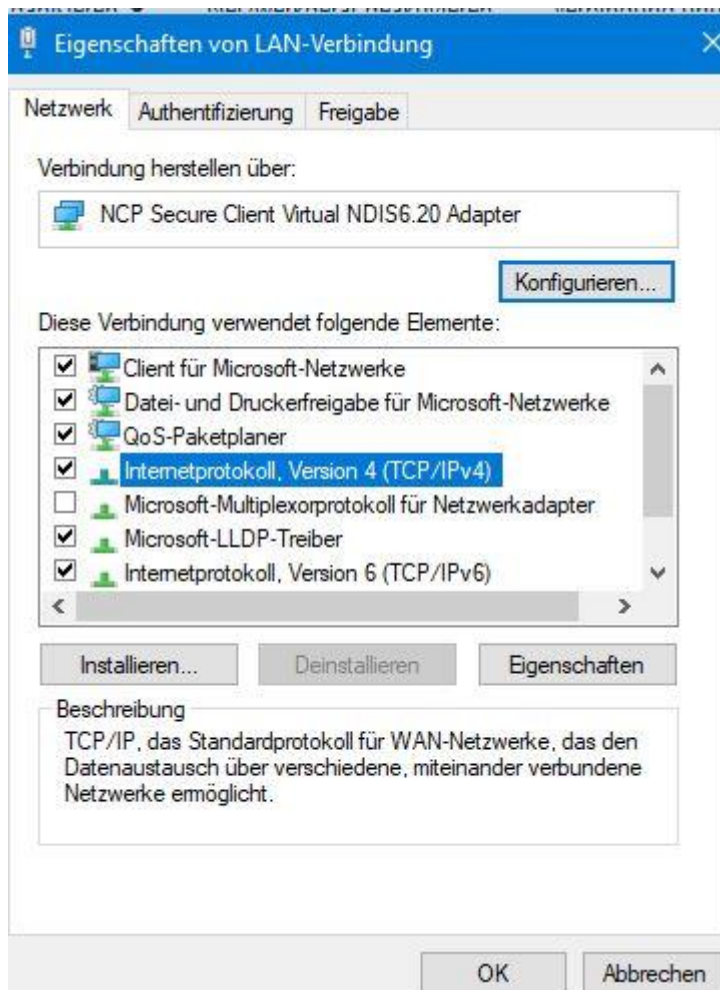 Eigenschaften von LAN-Verbindung
Netzwerk Authentifizierung Freigabe
Verbindung herstellen über:
NCP Secure Client Virtual NDIS6.20 Adapter
Konfigurieren...
Diese Verbindung verwendet folgende Elemente:
Client für Microsoft-Netzwerke
Datei- und Druckerfreigabe für Microsoft-Netzwerke
QoS-Paketplaner
Internetprotokoll, Version 4 (TCP/IPv4)
Microsoft-Multiplexorprotokoll für Netzwerkadapter
Microsoft-LLDP-Treiber
Internetprotokoll, Version 6 (TCP/IPv6)
Installieren... Deinstallieren Eigenschaften
Beschreibung
TCP/IP, das Standardprotokoll für WAN-Netzwerke, das den
Datenaustausch über verschiedene, miteinander verbundene
Netzwerke ermöglicht.
OK Abbrechen